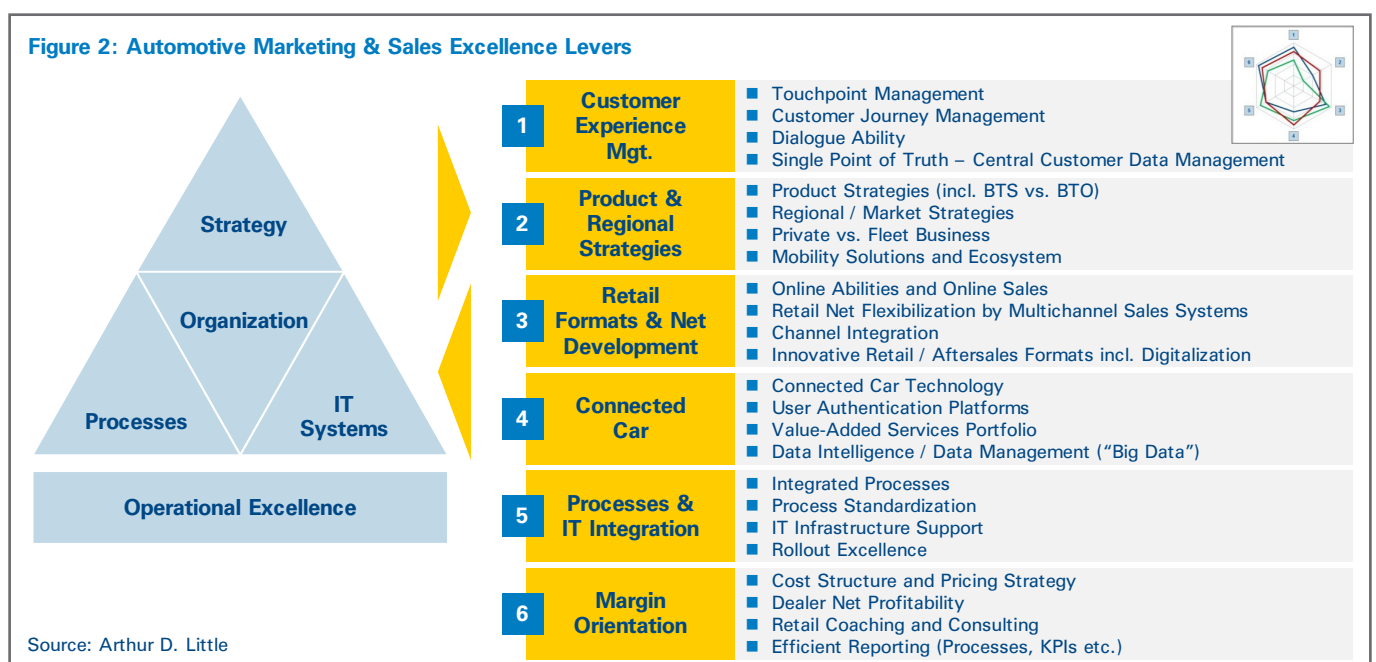 Figure 2: Automotive Marketing & Sales Excellence Levers
1
2
3
4
5
6
Strategy
Organization
Processes
IT
Systems
Operational Excellence
1
Customer
Experience
Mgt.
Touchpoint Management
Customer Journey Management
Dialogue Ability
Single Point of Truth – Central Customer Data Management
2
Product &
Regional
Strategies
Product Strategies (incl. BTS vs. BTO)
Regional / Market Strategies
Private vs. Fleet Business
Mobility Solutions and Ecosystem
3
Retail
Formats & Net
Development
Online Abilities and Online Sales
Retail Net Flexibilization by Multichannel Sales Systems
Channel Integration
Innovative Retail / Aftersales Formats incl. Digitalization
4
Connected
Car
Connected Car Technology
User Authentication Platforms
Value-Added Services Portfolio
Data Intelligence / Data Management (“Big Data”)
5
Processes &
IT Integration
Integrated Processes
Process Standardization
IT Infrastructure Support
Rollout Excellence
6
Margin
Orientation
Cost Structure and Pricing Strategy
Dealer Net Profitability
Retail Coaching and Consulting
Efficient Reporting (Processes, KPIs etc.)
Source: Arthur D. Little